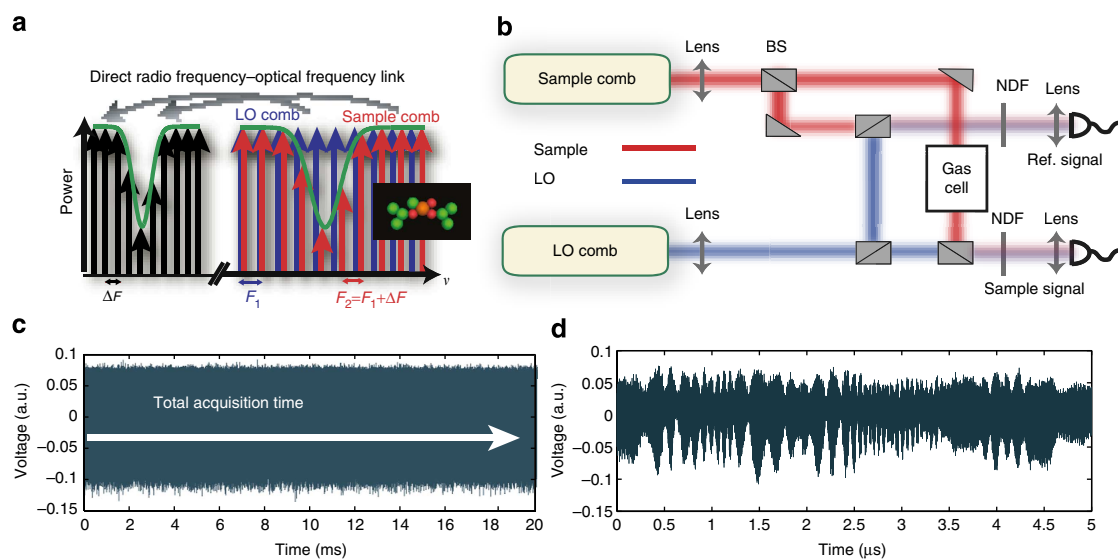 a
Direct radio frequency–optical frequency link
LO comb
Sample comb
Power
ΔF
F1
F2=F1+ΔF
ν
b
Sample comb
Lens
BS
NDF
Lens
Ref. signal
Sample
LO
Gas
cell
LO comb
Lens
NDF
Lens
Sample signal
c
Voltage (a.u.)
0.1
0.05
0
−0.05
−0.1
−0.15
Total acquisition time
0 2 4 6 8 10 12 14 16 18 20
Time (ms)
d
Voltage (a.u.)
0.1
0.05
0
−0.05
−0.1
−0.15
0 0.5 1 1.5 2 2.5 3 3.5 4 4.5 5
Time (μs)